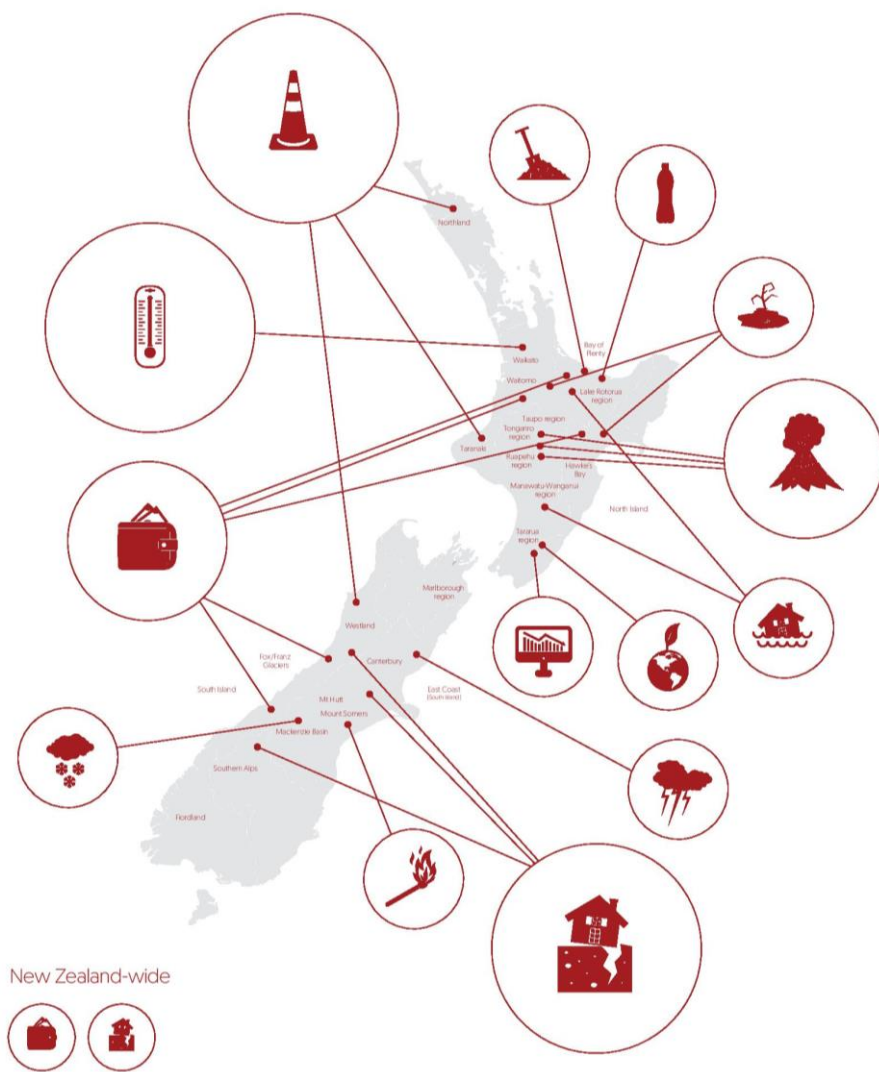 Northland
Waikato
Bay of
Plenty
Waitomo
Lake Rotorua
region
Taupo region
Tongariro
region
Taranaki
Ruapehu
region
Hawke's
Bay
Manawatu-Wanganui
region
North Island
Tararua
region
Marlborough
region
Westland
Fox/Franz
Glaciers
Canterbury
South Island
East Coast
(South Island)
Mt Hutt
Mount Somers
Mackenzie Basin
Southern Alps
Fiordland
New Zealand-wide